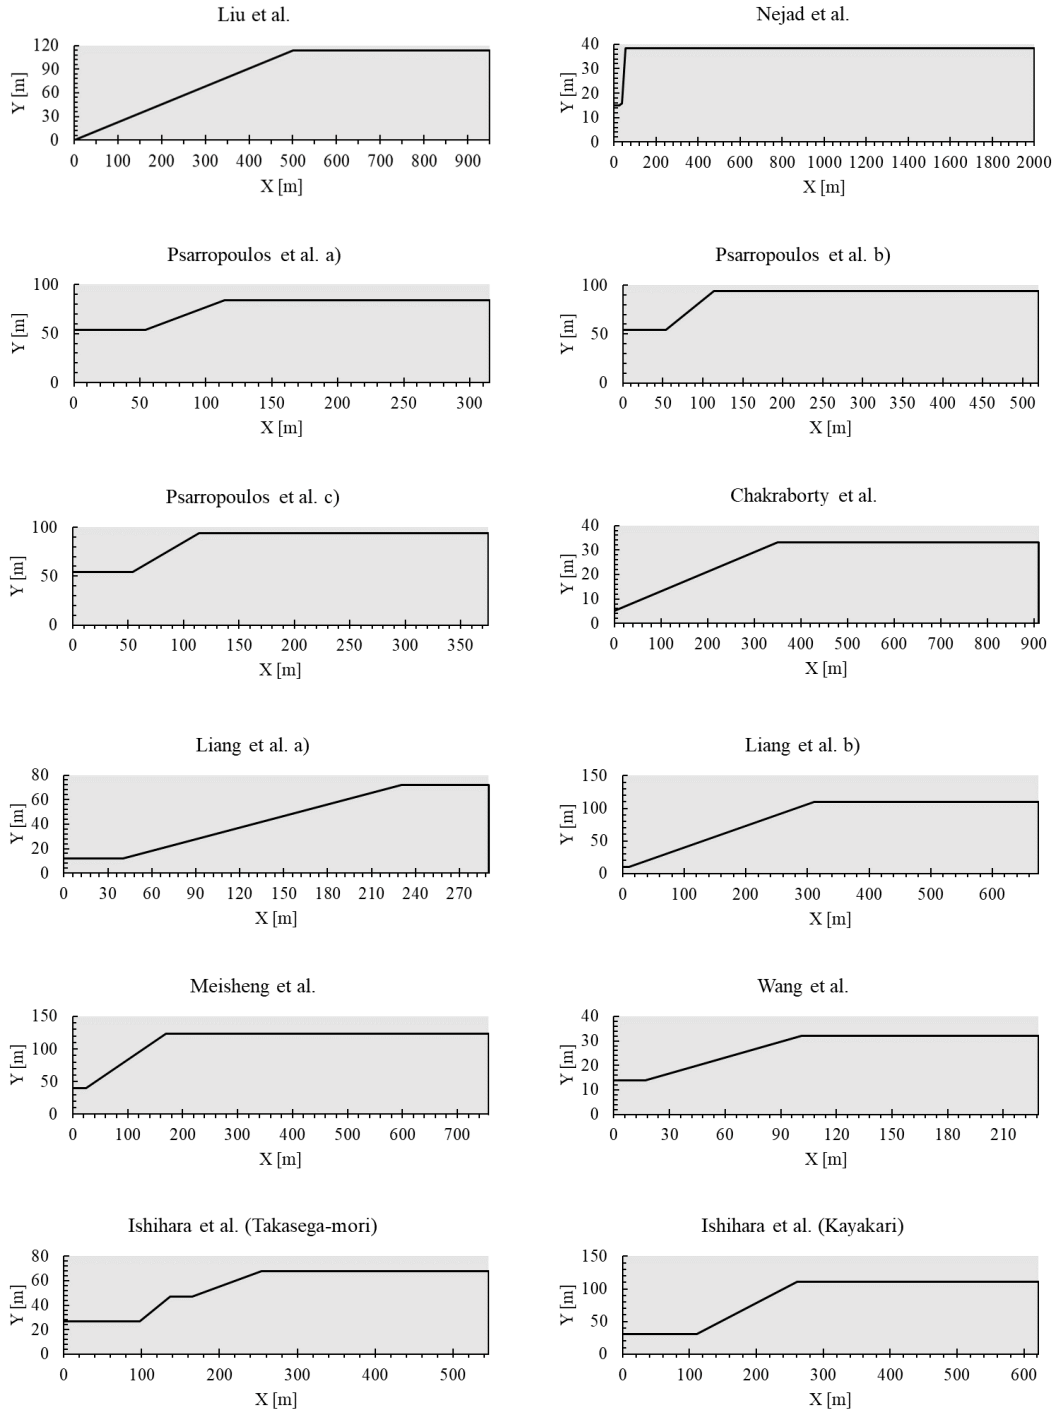 Liu et al.
120
90
60
30
0
Y [m]
0 100 200 300 400 500 600 700 800 900
X [m]
Nejad et al.
40
30
20
10
0
Y [m]
0 200 400 600 800 1000 1200 1400 1600 1800 2000
X [m]
Psarropoulos et al. a)
100
50
0
Y [m]
0 50 100 150 200 250 300
X [m]
Psarropoulos et al. b)
100
50
0
Y [m]
0 50 100 150 200 250 300 350 400 450 500
X [m]
Psarropoulos et al. c)
100
50
0
Y [m]
0 50 100 150 200 250 300 350
X [m]
Chakraborty et al.
40
30
20
10
0
Y [m]
0 100 200 300 400 500 600 700 800 900
X [m]
Liang et al. a)
80
60
40
20
0
Y [m]
0 30 60 90 120 150 180 210 240 270
X [m]
Liang et al. b)
150
100
50
0
Y [m]
0 100 200 300 400 500 600
X [m]
Meisheng et al.
150
100
50
0
Y [m]
0 100 200 300 400 500 600 700
X [m]
Wang et al.
40
30
20
10
0
Y [m]
0 30 60 90 120 150 180 210
X [m]
Ishihara et al. (Takasega-mori)
80
60
40
20
0
Y [m]
0 100 200 300 400 500
X [m]
Ishihara et al. (Kayakari)
150
100
50
0
Y [m]
0 100 200 300 400 500 600
X [m]